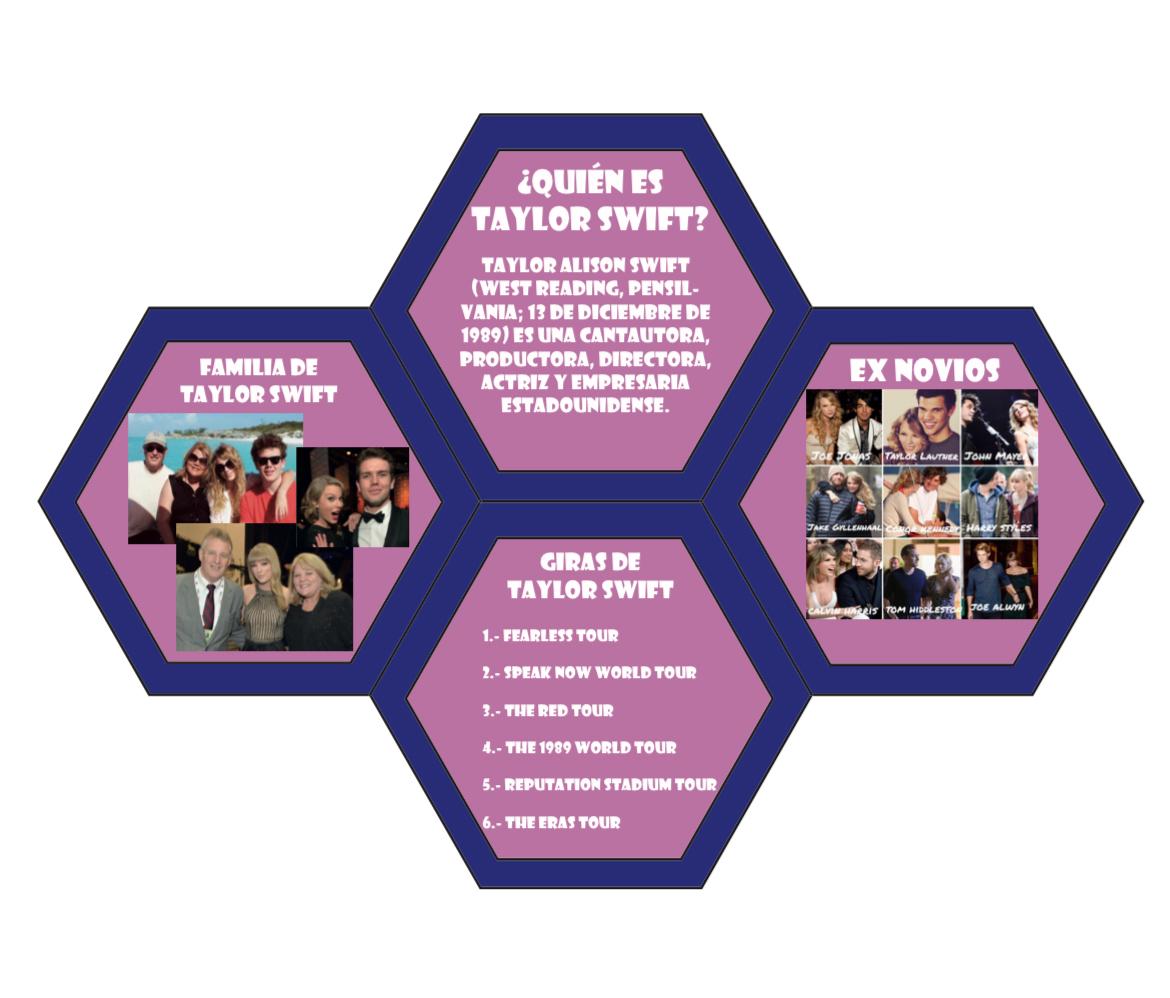 ¿QUIÉN ES
TAYLOR SWIFT?
TAYLOR ALISON SWIFT
(WEST READING, PENSIL-
VANIA; 13 DE DICIEMBRE DE
1989) ES UNA CANTAUTORA,
PRODUCTORA, DIRECTORA,
ACTRIZ Y EMPRESARIA
ESTADOUNIDENSE.
FAMILIA DE
TAYLOR SWIFT
EX NOVIOS
JOE JONAS
TAYLOR LAUTNER
JOHN MAYER
JAKE GYLLENHAAL
CONOR KENNEDY
HARRY STYLES
CALVIN HARRIS
TOM HIDDLESTON
JOE ALWYN
GIRAS DE
TAYLOR SWIFT
1.- FEARLESS TOUR
2.- SPEAK NOW WORLD TOUR
3.- THE RED TOUR
4.- THE 1989 WORLD TOUR
5.- REPUTATION STADIUM TOUR
6.- THE ERAS TOUR